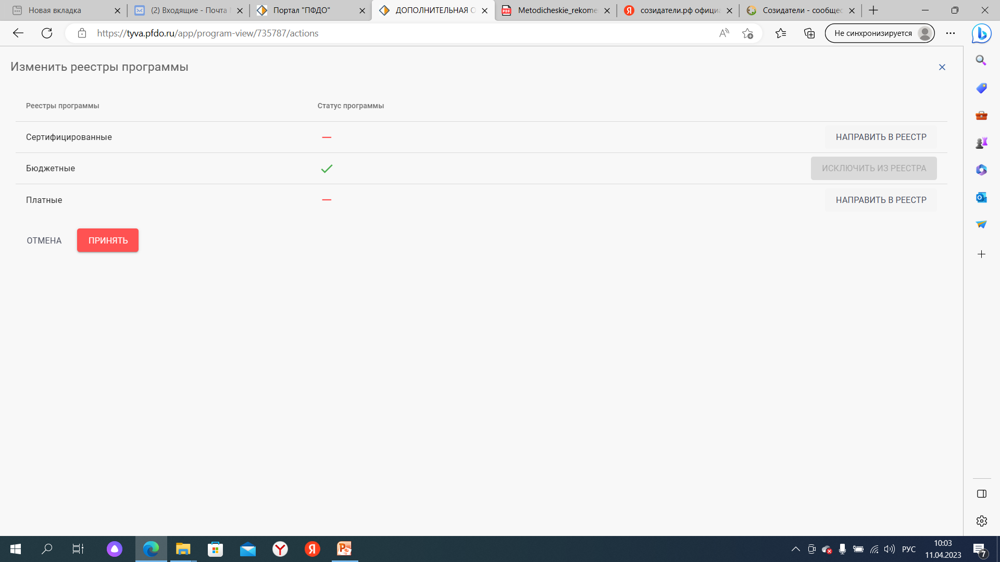 Новая вкладка
(2) Входящие - Почта
Портал "ПФДО"
ДОПОЛНИТЕЛЬНАЯ О
Metodicheskie_rekome
созидатели.рф официа
Созидатели - сообщес
https://tyva.pfdo.ru/app/program-view/735787/actions
Не синхронизируется
Изменить реестры программы
Реестры программы
Статус программы
Сертифицированные
НАПРАВИТЬ В РЕЕСТР
Бюджетные
ИСКЛЮЧИТЬ ИЗ РЕЕСТРА
Платные
НАПРАВИТЬ В РЕЕСТР
ОТМЕНА
ПРИНЯТЬ
РУС
10:03
11.04.2023
7